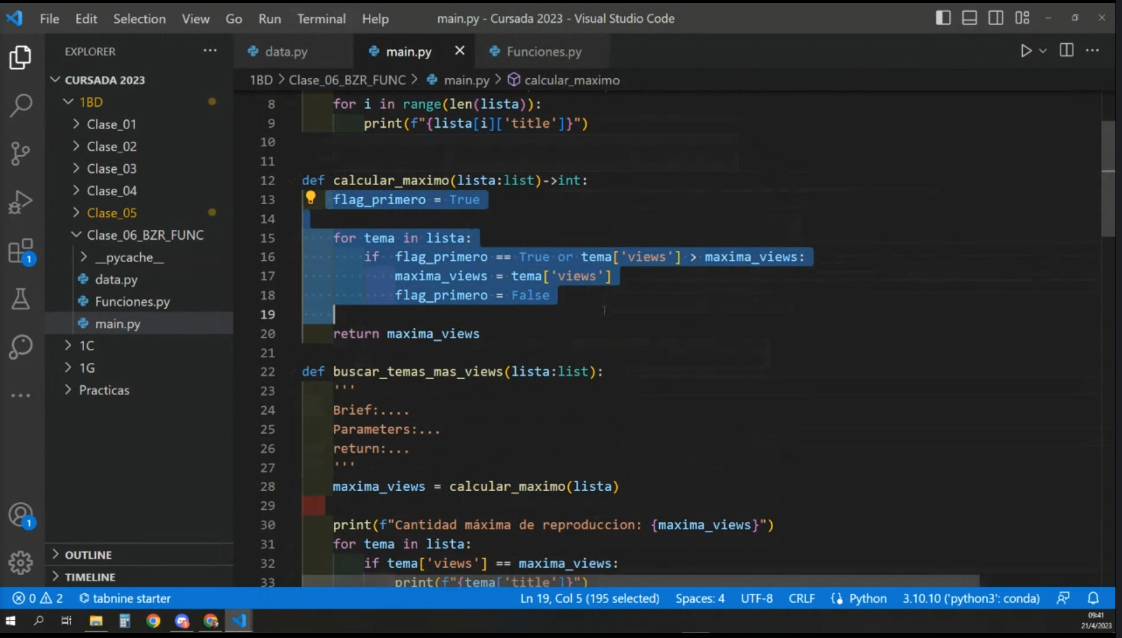 File Edit Selection View Go Run Terminal Help main.py - Cursada 2023 - Visual Studio Code
EXPLORER ...
data.py main.py Funciones.py
CURSADA 2023
1BD > Clase_06_BZR_FUNC > main.py > calcular_maximo
1BD
Clase_01
Clase_02
Clase_03
Clase_04
Clase_05
Clase_06_BZR_FUNC
__pycache__
data.py
Funciones.py
main.py
1C
1G
Practicas
OUTLINE
TIMELINE
8 for i in range(len(lista)):
9 print(f"{lista[i]['title']}")
10
11
12 def calcular_maximo(lista:list)->int:
13 flag_primero = True
14
15 for tema in lista:
16 if flag_primero == True or tema['views'] > maxima_views:
17 maxima_views = tema['views']
18 flag_primero = False
19
20 return maxima_views
21
22 def buscar_temas_mas_views(lista:list):
23 '''
24 Brief:....
25 Parameters:...
26 return:...
27 '''
28 maxima_views = calcular_maximo(lista)
29
30 print(f"Cantidad máxima de reproduccion: {maxima_views}")
31 for tema in lista:
32 if tema['views'] == maxima_views:
33 print(f"{tema['title']}")
1
1
0 2 tabnine starter Ln 19, Col 5 (195 selected) Spaces: 4 UTF-8 CRLF Python 3.10.10 ('python3': conda)
09:41
21/4/2023